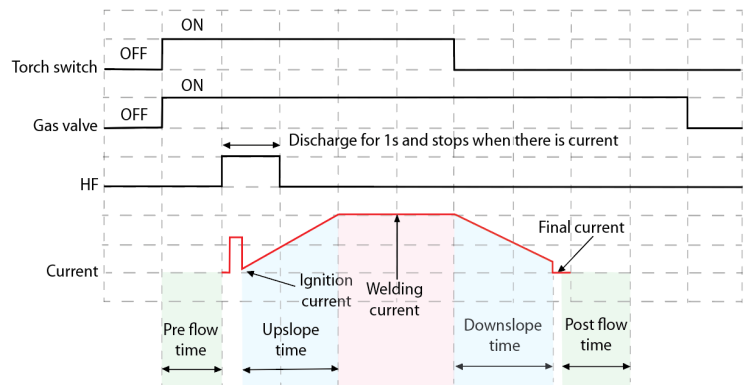 ON
OFF
Torch switch
ON
OFF
Gas valve
Discharge for 1s and stops when there is current
HF
Final current
Current
Ignition
current
Welding
current
Pre flow
time
Upslope
time
Downslope
time
Post flow
time